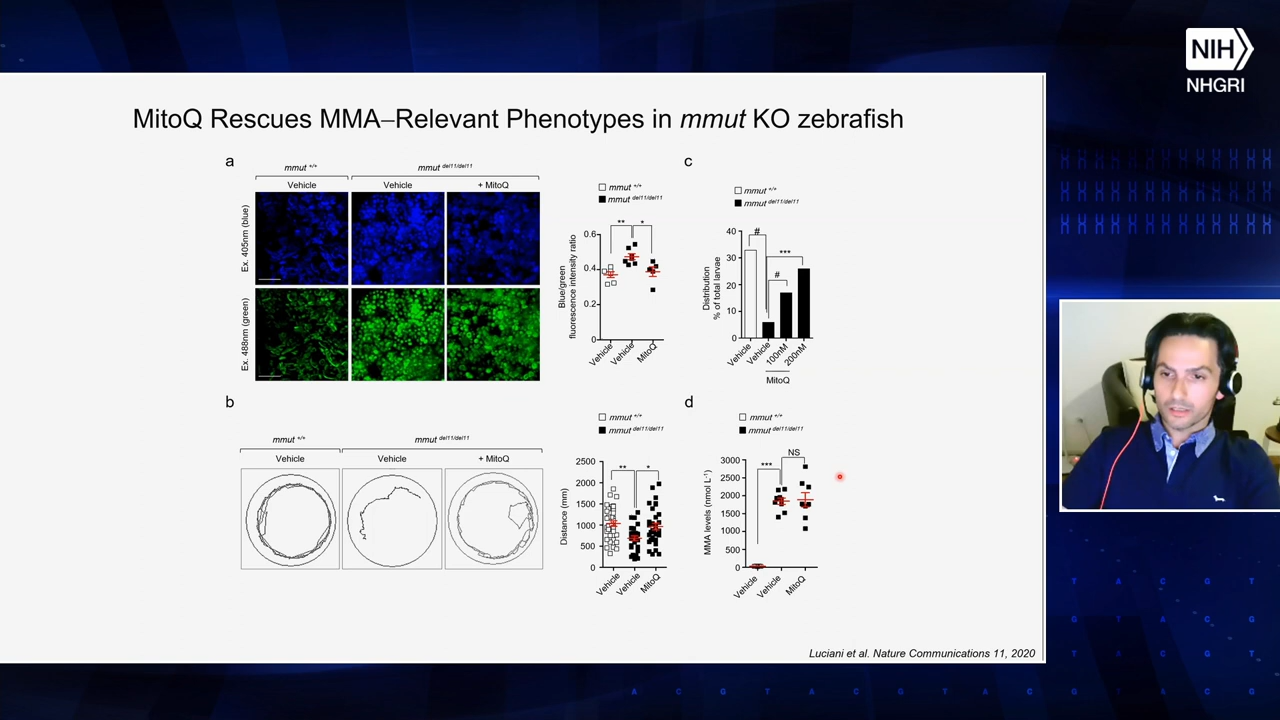 NIH
NHGRI
MitoQ Rescues MMA–Relevant Phenotypes in mmut KO zebrafish
a
mmut +/+
mmut del11/del11
Vehicle
Vehicle
+ MitoQ
Ex. 405nm (blue)
Ex. 488nm (green)
mmut +/+
mmut del11/del11
Blue/green
fluorescence intensity ratio
0.6
0.4
0.2
0
**
*
Vehicle
Vehicle
MitoQ
c
mmut +/+
mmut del11/del11
Distribution
% of total larvae
40
30
20
10
0
#
***
#
Vehicle
Vehicle
100nM
200nM
MitoQ
b
mmut +/+
mmut del11/del11
Vehicle
Vehicle
+ MitoQ
mmut +/+
mmut del11/del11
Distance (mm)
2500
2000
1500
1000
500
0
**
*
Vehicle
Vehicle
MitoQ
d
mmut +/+
mmut del11/del11
MMA levels (nmol L-1)
3000
2500
2000
1500
1000
500
0
***
NS
Vehicle
Vehicle
MitoQ
Luciani et al. Nature Communications 11, 2020
T A C G T
G T A C G
T A C G T
A C G T A C G T A C G T A C G